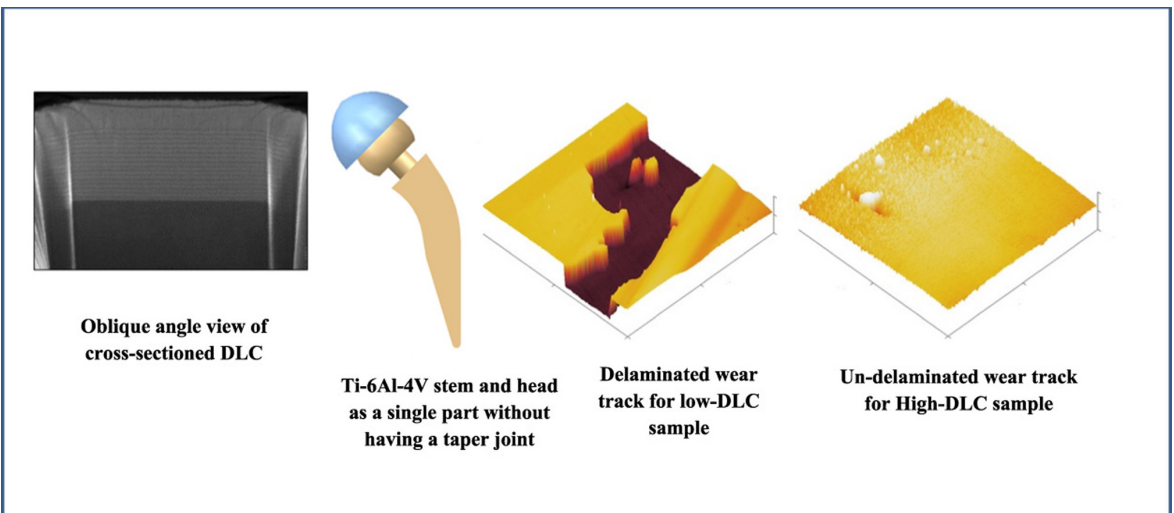 Oblique angle view of
cross-sectioned DLC
Ti-6Al-4V stem and head
as a single part without
having a taper joint
Delaminated wear
track for low-DLC
sample
Un-delaminated wear track
for High-DLC sample